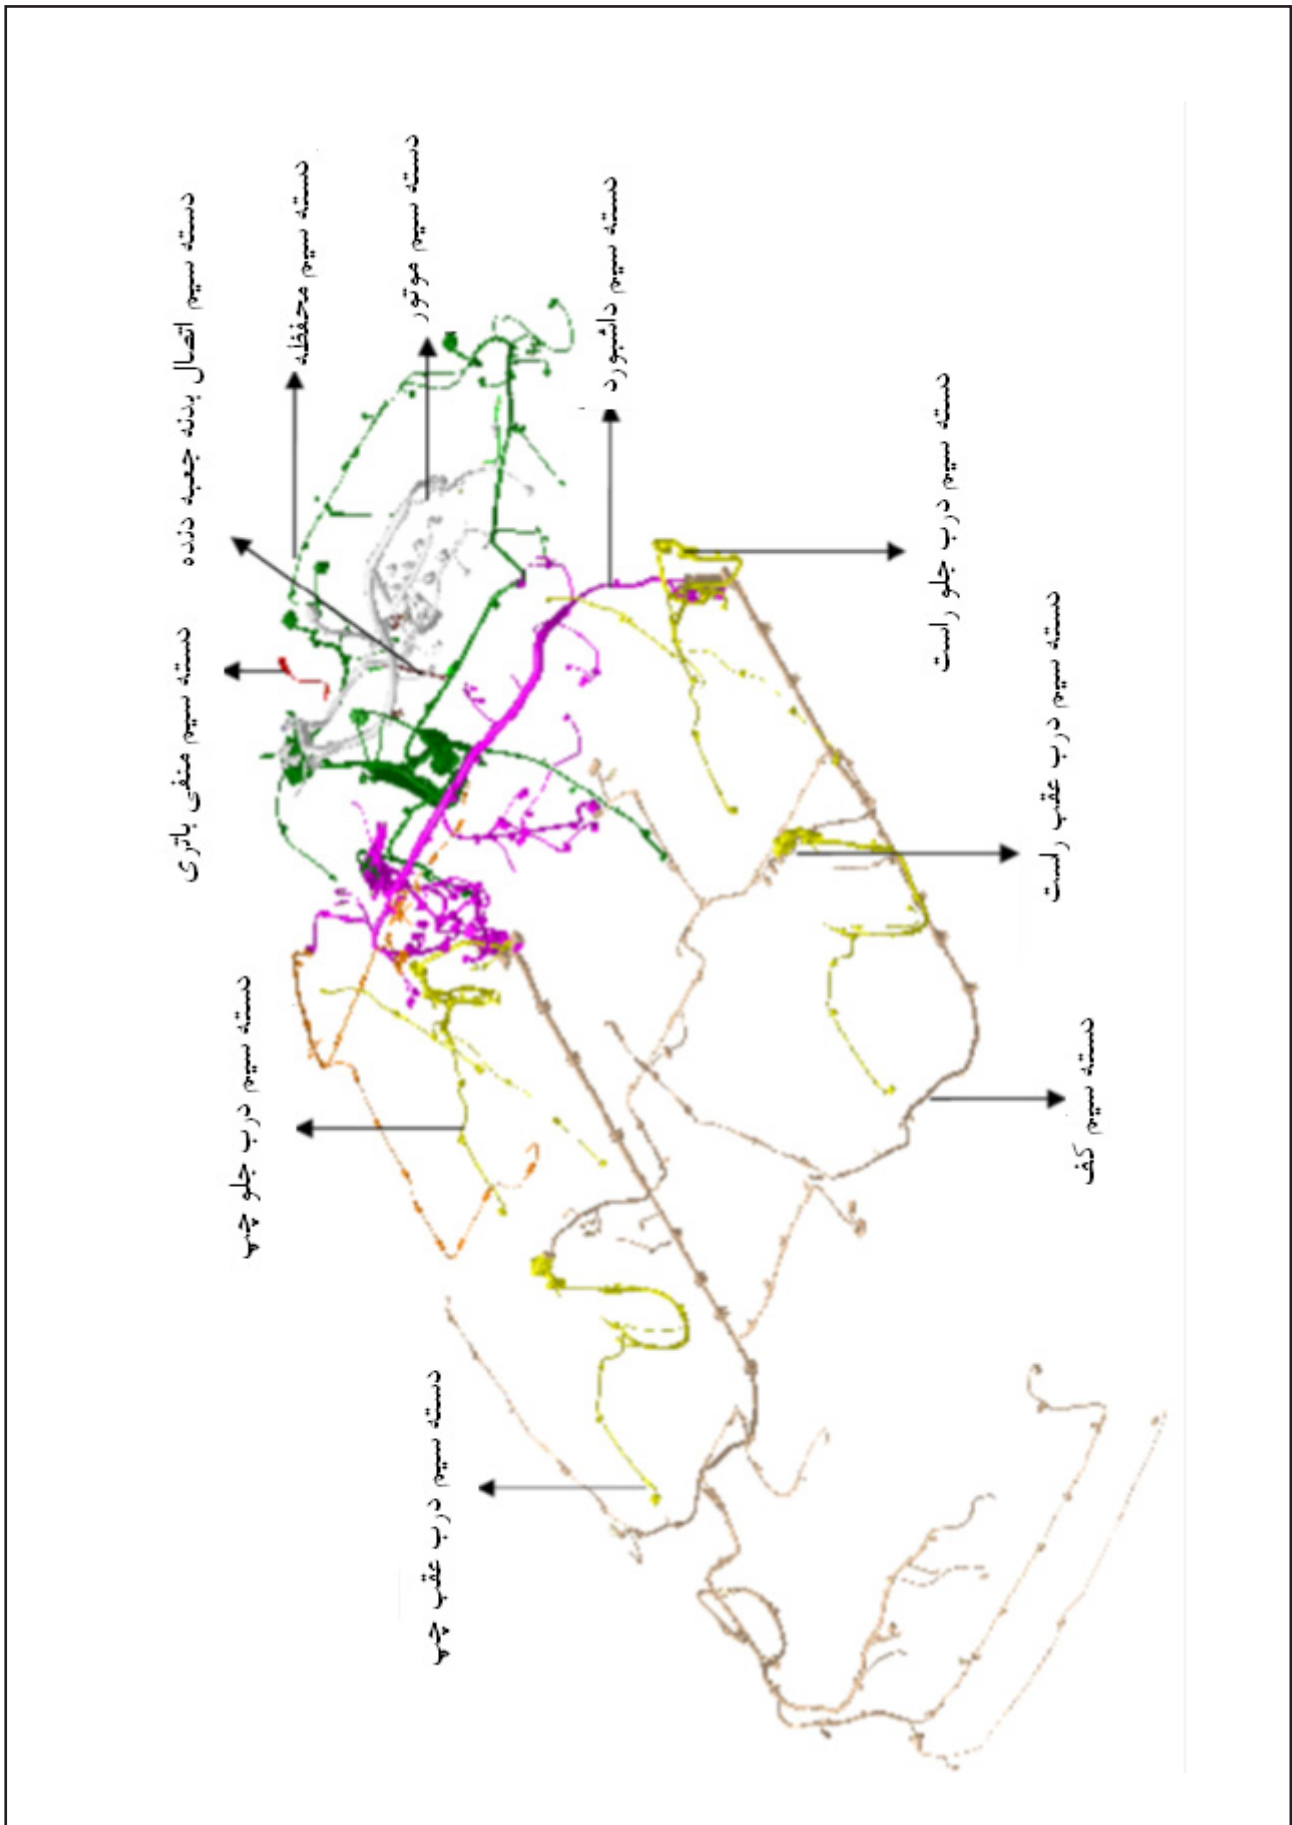 دسته سیم اتصال بدنه جعبه دنده
دسته سیم محفظه
دسته سیم موتور
دسته سیم داشبورد
دسته سیم درب جلو راست
دسته سیم درب عقب راست
دسته سیم کف
دسته سیم منفی باتری
دسته سیم درب جلو چپ
دسته سیم درب عقب چپ